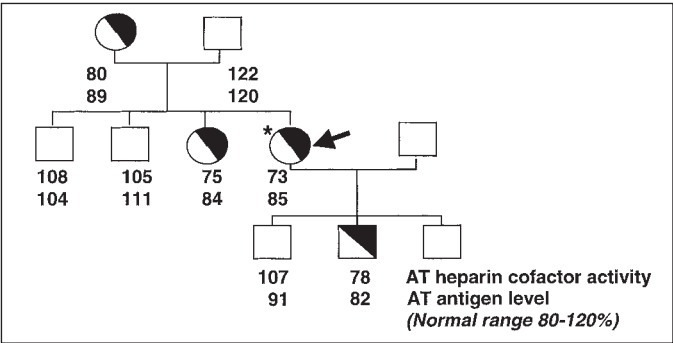 80 122
89 120
*
108 105 75 73
104 111 84 85
107 78 AT heparin cofactor activity
91 82 AT antigen level
(Normal range 80-120%)